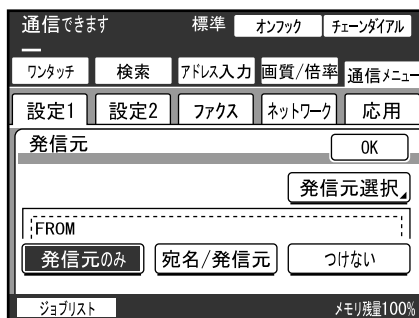 通信できます 標準 オンフック チェーンダイアル
ワンタッチ 検索 アドレス入力 画質/倍率 通信メニュー
設定1 設定2 ファクス ネットワーク 応用
発信元 OK
発信元選択
FROM
発信元のみ 宛名/発信元 つけない
ジョブリスト メモリ残量100%